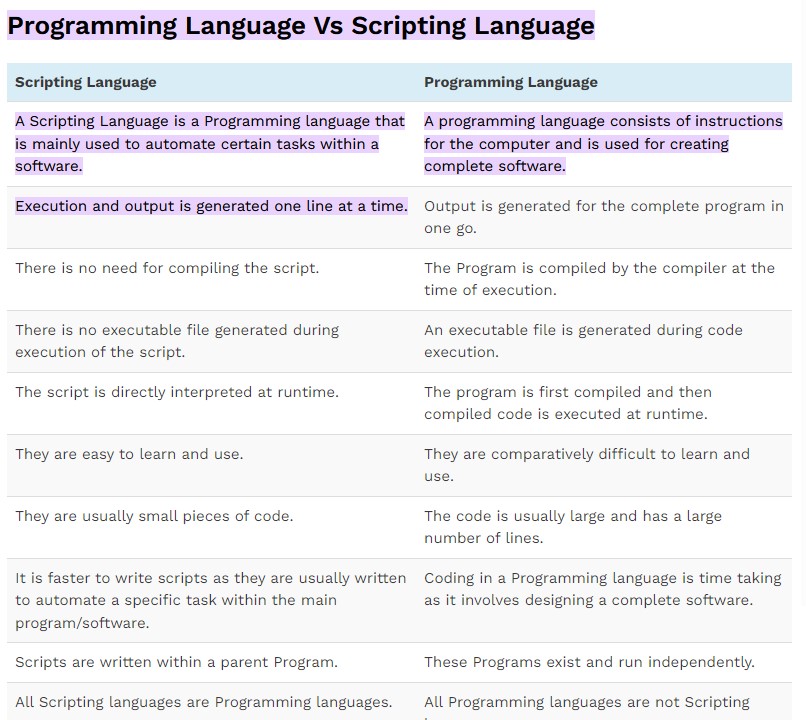 Programming Language Vs Scripting Language
Scripting Language
Programming Language
A Scripting Language is a Programming language that
is mainly used to automate certain tasks within a
software.
A programming language consists of instructions
for the computer and is used for creating
complete software.
Execution and output is generated one line at a time.
Output is generated for the complete program in
one go.
There is no need for compiling the script.
The Program is compiled by the compiler at the
time of execution.
There is no executable file generated during
execution of the script.
An executable file is generated during code
execution.
The script is directly interpreted at runtime.
The program is first compiled and then
compiled code is executed at runtime.
They are easy to learn and use.
They are comparatively difficult to learn and
use.
They are usually small pieces of code.
The code is usually large and has a large
number of lines.
It is faster to write scripts as they are usually written
to automate a specific task within the main
program/software.
Coding in a Programming language is time taking
as it involves designing a complete software.
Scripts are written within a parent Program.
These Programs exist and run independently.
All Scripting languages are Programming languages.
All Programming languages are not Scripting